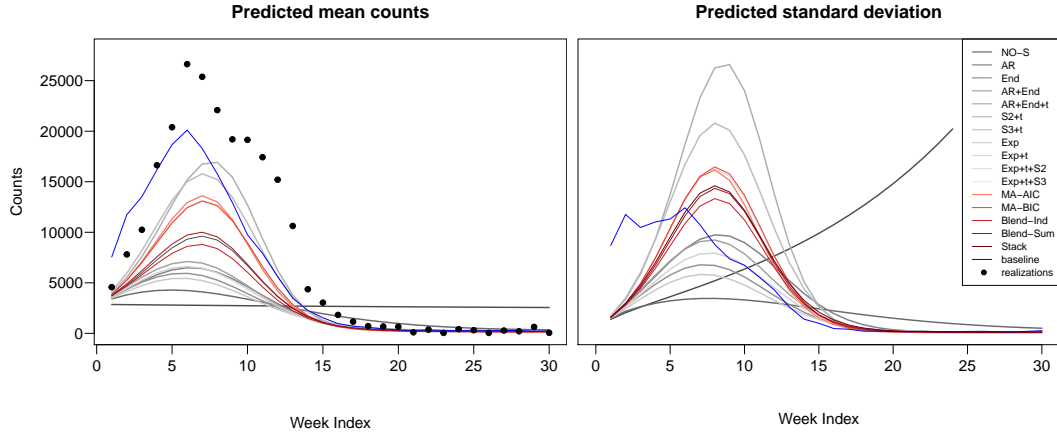 Predicted mean counts
Counts
0
5000
10000
15000
20000
25000
0 5 10 15 20 25 30
Week Index
Predicted standard deviation
0 5 10 15 20 25 30
Week Index
NO−S
AR
End
AR+End
AR+End+t
S2+t
S3+t
Exp
Exp+t
Exp+t+S2
Exp+t+S3
MA−AIC
MA−BIC
Blend−Ind
Blend−Sum
Stack
baseline
realizations